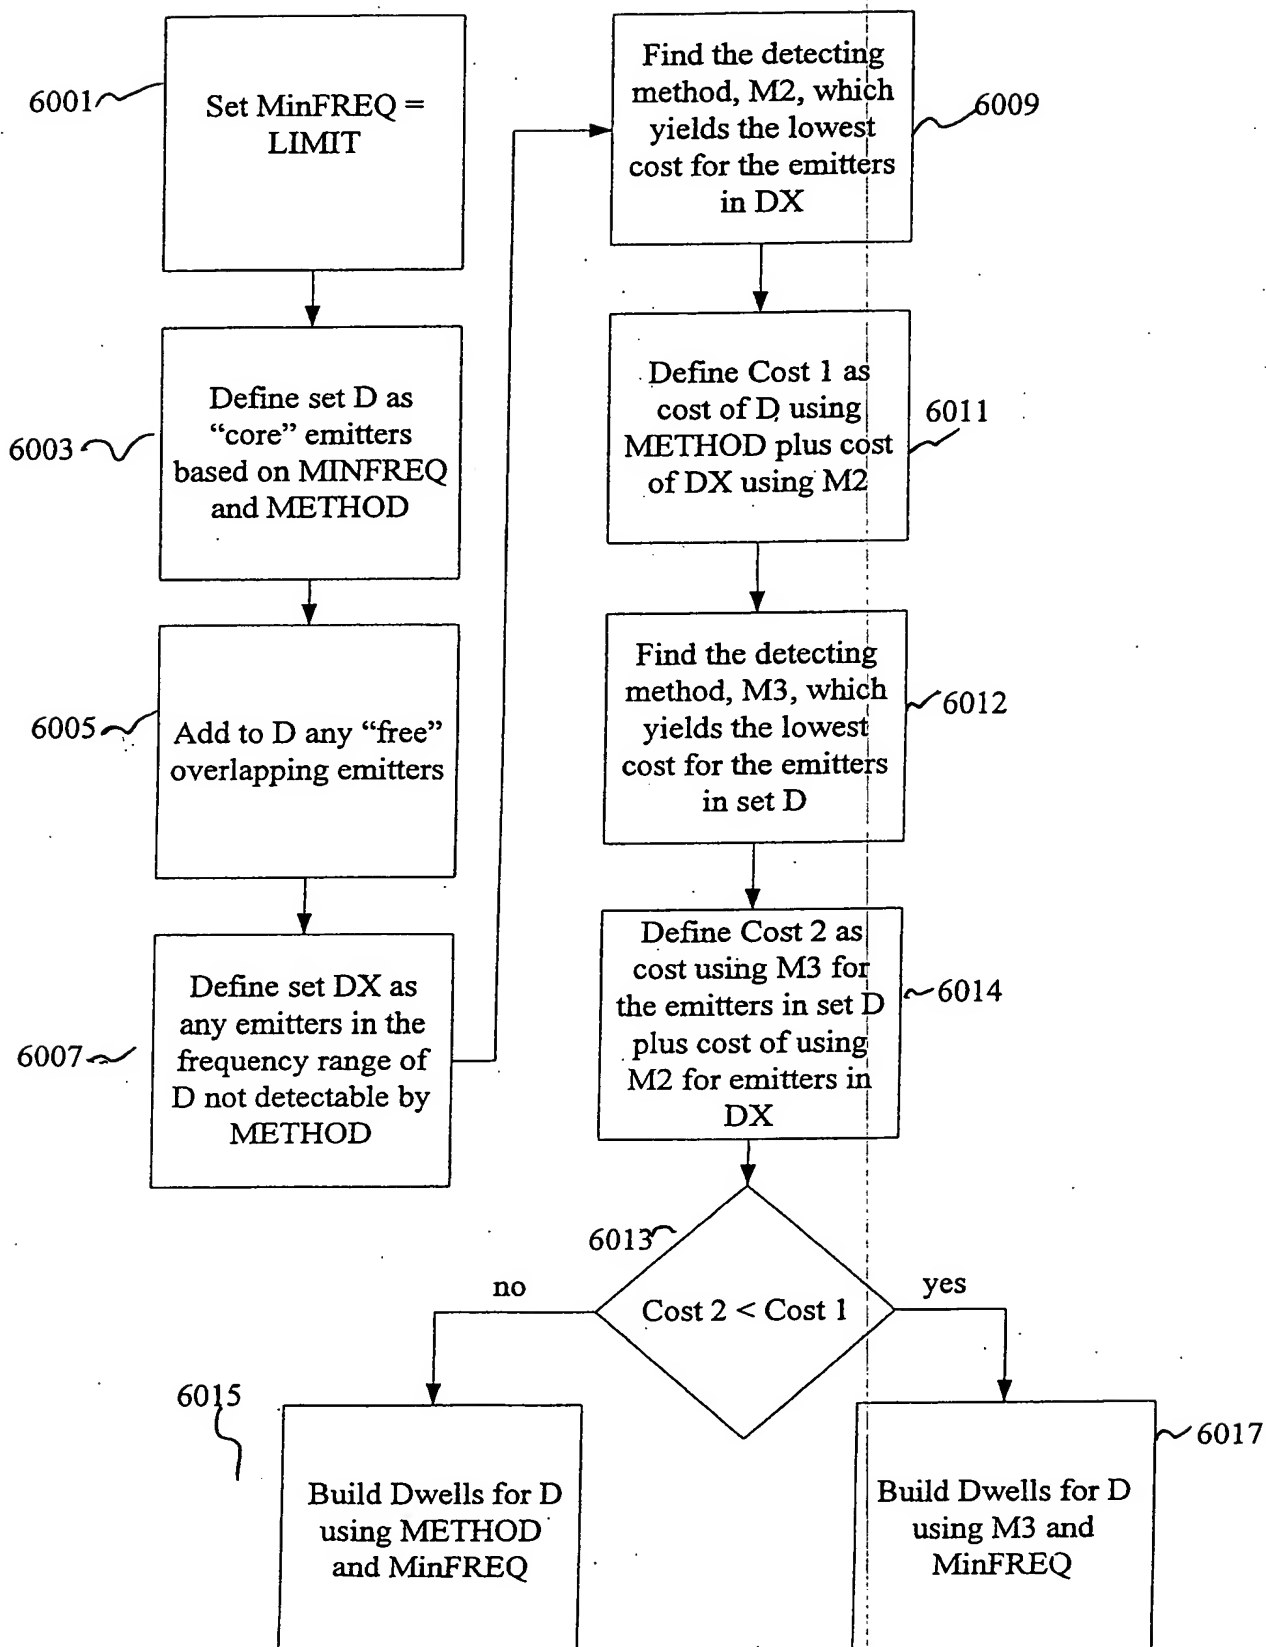 6001
Set MinFREQ =
LIMIT
6003
Define set D as
“core” emitters
based on MINFREQ
and METHOD
6005
Add to D any “free”
overlapping emitters
6007
Define set DX as
any emitters in the
frequency range of
D not detectable by
METHOD
Find the detecting
method, M2, which
yields the lowest
cost for the emitters
in DX
6009
Define Cost 1 as
cost of D using
METHOD plus cost
of DX using M2
6011
Find the detecting
method, M3, which
yields the lowest
cost for the emitters
in set D
6012
Define Cost 2 as
cost using M3 for
the emitters in set D
plus cost of using
M2 for emitters in
DX
6014
6013
Cost 2 < Cost 1
no
yes
6015
Build Dwells for D
using METHOD
and MinFREQ
6017
Build Dwells for D
using M3 and
MinFREQ